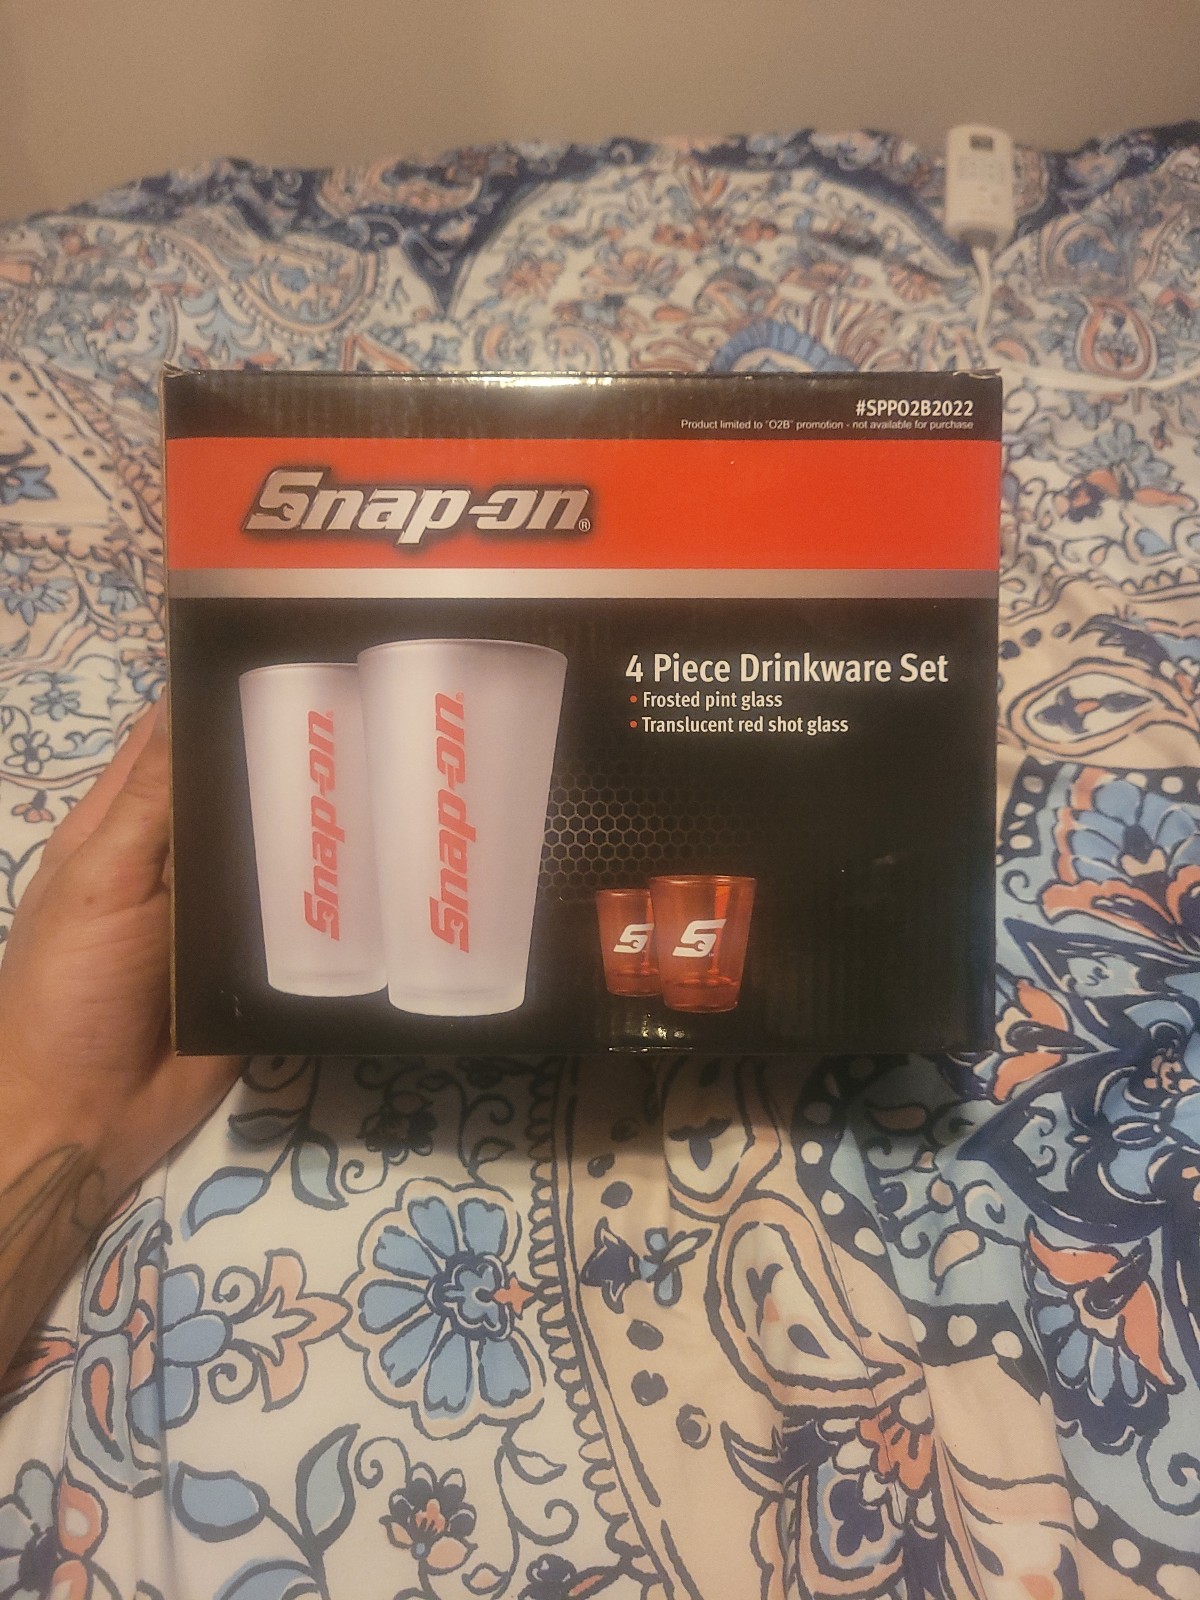 #SPPO2B2022
Product limited to "O2B" promotion - not available for purchase
Snap-on®
4 Piece Drinkware Set
• Frosted pint glass
• Translucent red shot glass
Snap-on
Snap-on
S
S